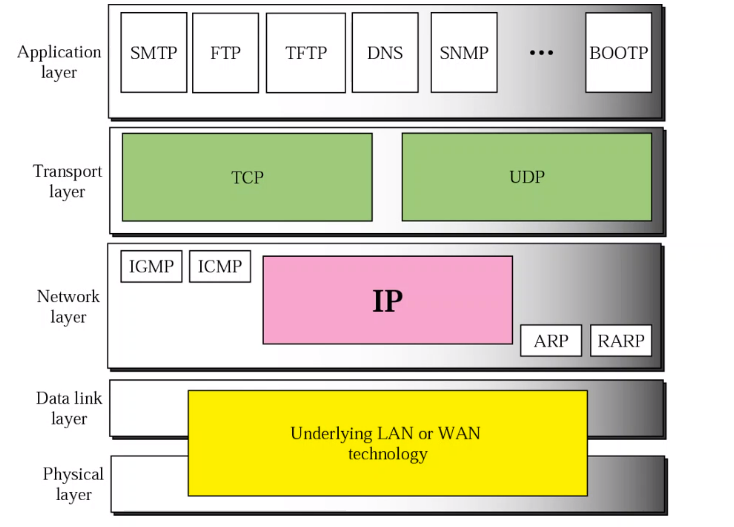 Application
layer
SMTP
FTP
TFTP
DNS
SNMP
...
BOOTP
Transport
layer
TCP
UDP
Network
layer
IGMP
ICMP
IP
ARP
RARP
Data link
layer
Underlying LAN or WAN
technology
Physical
layer